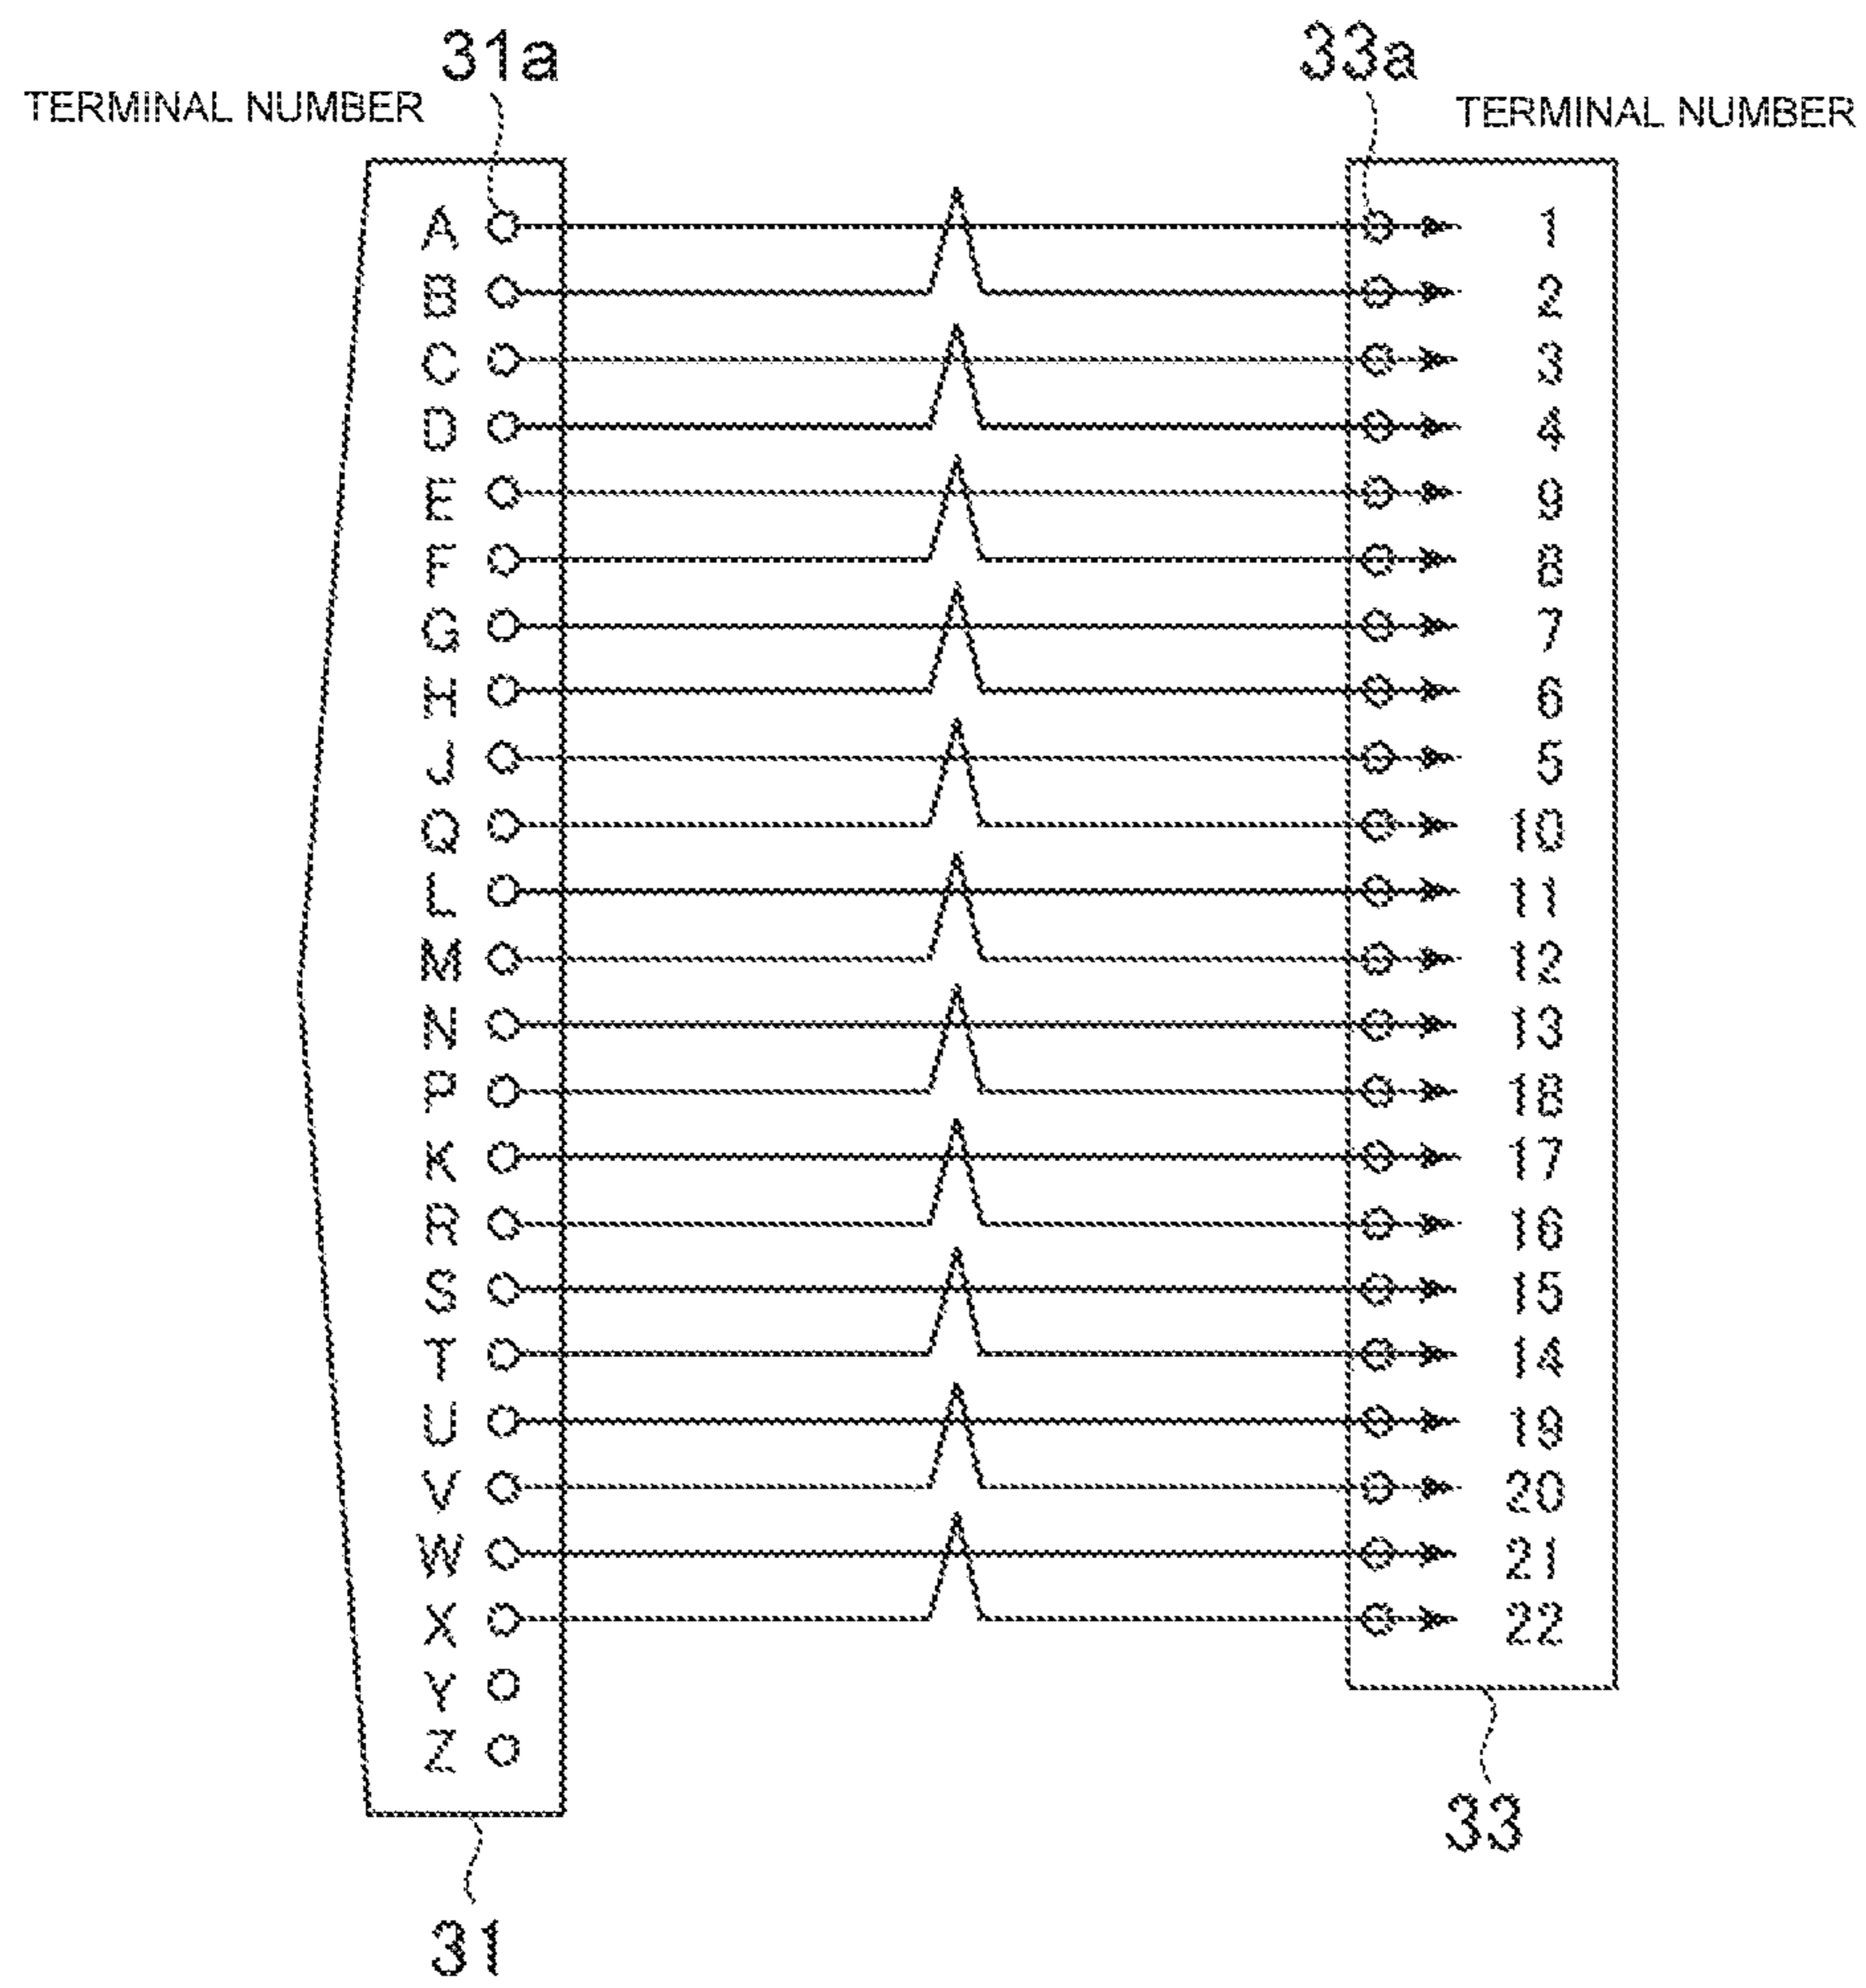 31a 33a
TERMINAL NUMBER TERMINAL NUMBER
A 1
B 2
C 3
D 4
E 9
F 8
G 7
H 6
J 5
Q 10
L 11
M 12
N 13
P 18
K 17
R 16
S 15
T 14
U 19
V 20
W 21
X 22
Y
Z
33
31